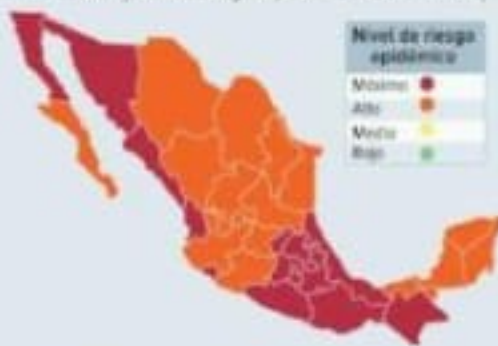 Nivel de riesgo
epidémico
Máximo
Alto
Medio
Bajo